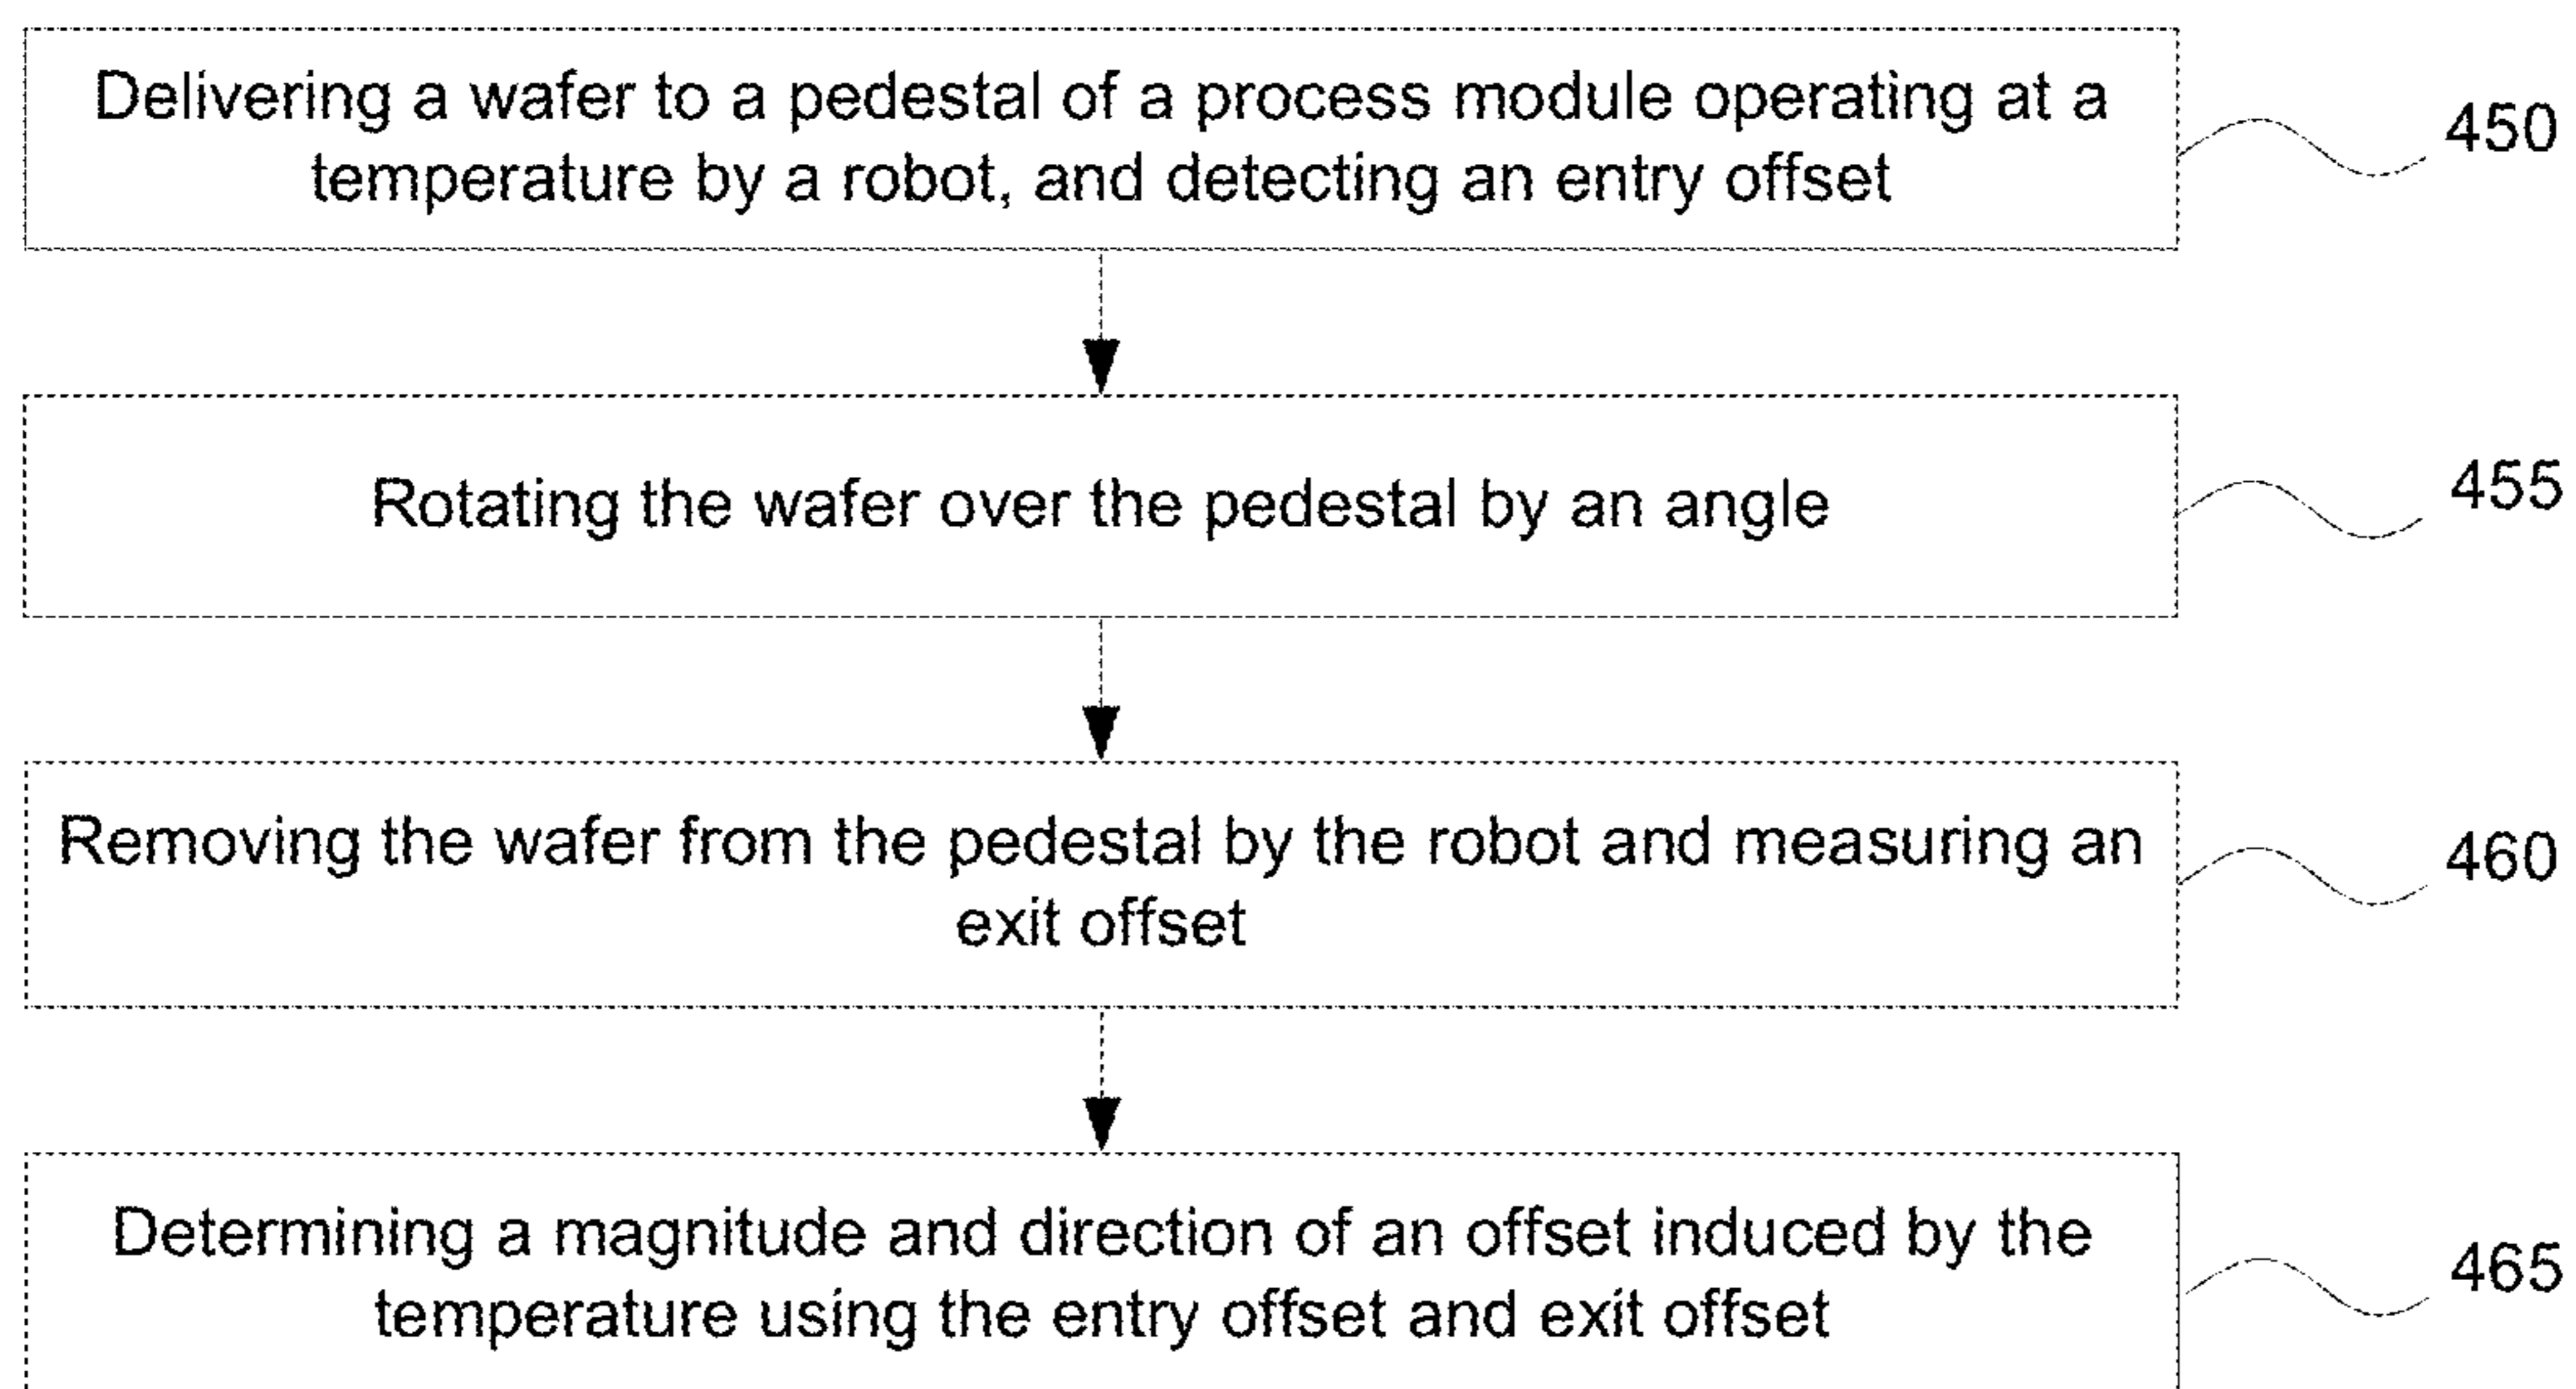 Delivering a wafer to a pedestal of a process module operating at a
temperature by a robot, and detecting an entry offset
450
Rotating the wafer over the pedestal by an angle
455
Removing the wafer from the pedestal by the robot and measuring an
exit offset
460
Determining a magnitude and direction of an offset induced by the
temperature using the entry offset and exit offset
465